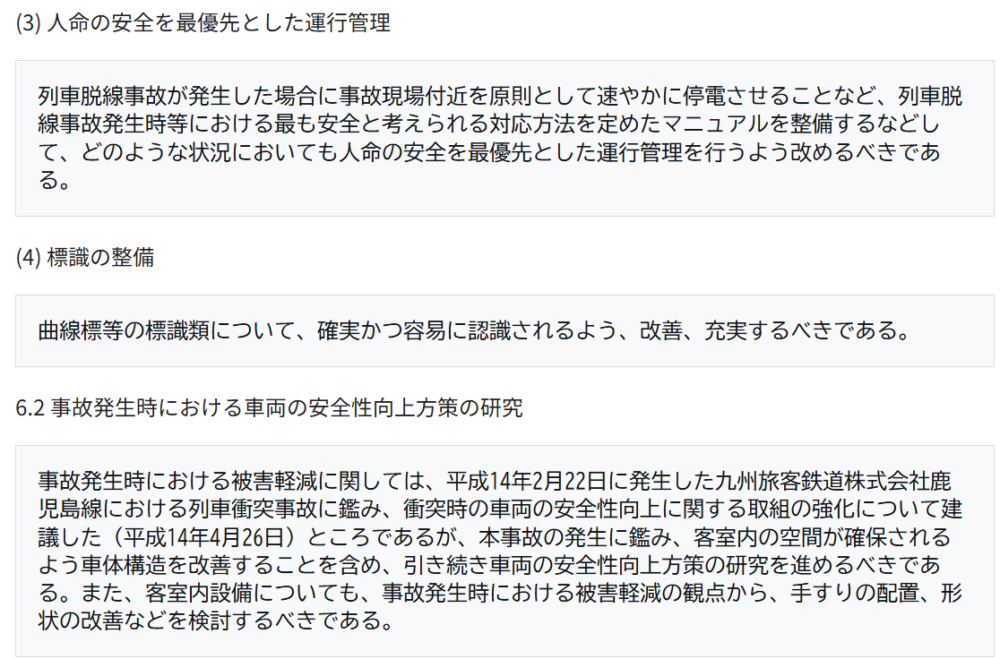 (3) 人命の安全を最優先とした運行管理
列車脱線事故が発生した場合に事故現場付近を原則として速やかに停電させることなど、列車脱
線事故発生時等における最も安全と考えられる対応方法を定めたマニュアルを整備するなどし
て、どのような状況においても人命の安全を最優先とした運行管理を行うよう改めるべきであ
る。
(4) 標識の整備
曲線標等の標識類について、確実かつ容易に認識されるよう、改善、充実するべきである。
6.2 事故発生時における車両の安全性向上方策の研究
事故発生時における被害軽減に関しては、平成14年2月22日に発生した九州旅客鉄道株式会社鹿
児島線における列車衝突事故に鑑み、衝突時の車両の安全性向上に関する取組の強化について建
議した（平成14年4月26日）ところであるが、本事故の発生に鑑み、客室内の空間が確保される
よう車体構造を改善することを含め、引き続き車両の安全性向上方策の研究を進めるべきであ
る。また、客室内設備についても、事故発生時における被害軽減の観点から、手すりの配置、形
状の改善などを検討するべきである。